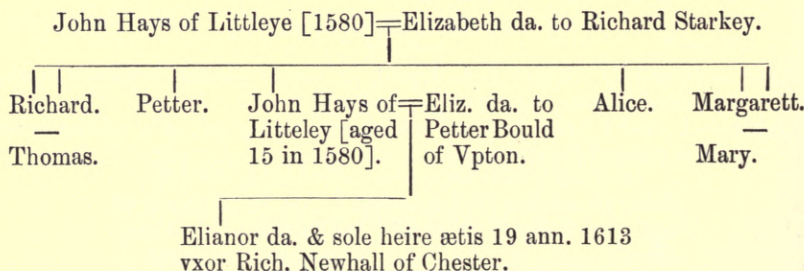 John Hays of Littleye [1580]=Elizabeth da. to Richard Starkey.
Richard. Petter. John Hays of=Eliz. da. to Alice. Margarett.
— Litteley [aged Petter Bould —
Thomas. 15 in 1580]. of Vpton. Mary.
Elianor da. & sole heire ætis 19 ann. 1613
vxor Rich. Newhall of Chester.